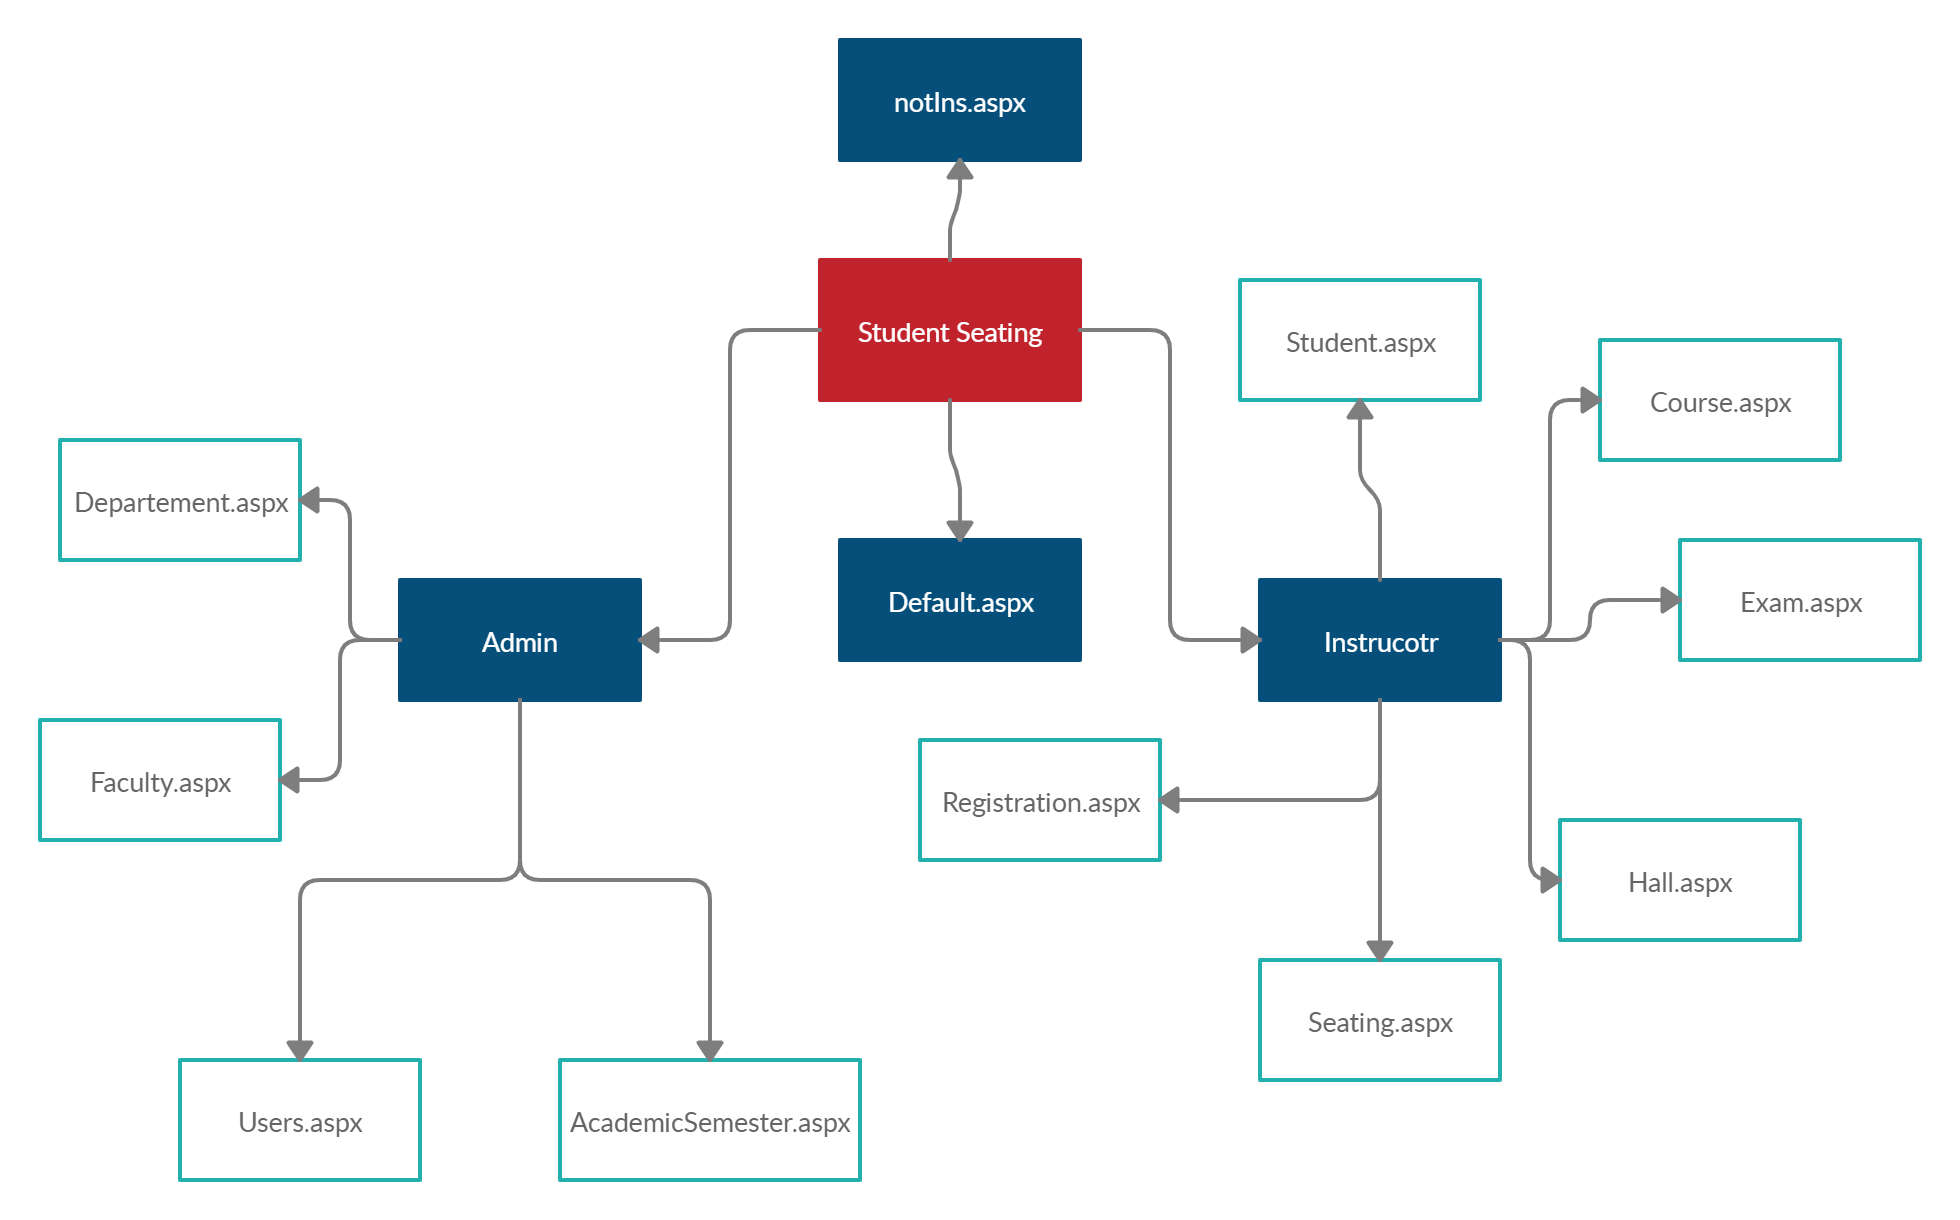 notIns.aspx
Student Seating
Student.aspx
Course.aspx
Departement.aspx
Default.aspx
Exam.aspx
Admin
Instrucotr
Faculty.aspx
Registration.aspx
Hall.aspx
Seating.aspx
Users.aspx
AcademicSemester.aspx